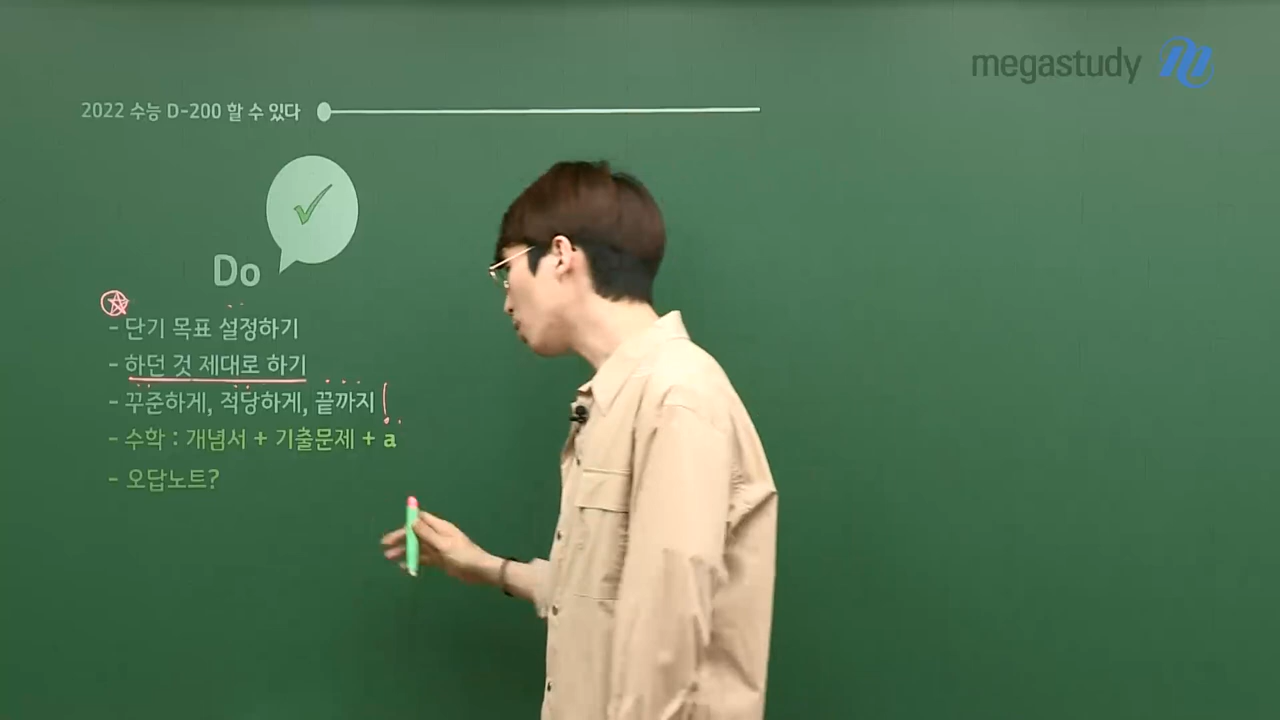 megastudy
2022 수능 D-200 할 수 있다
Do
- 단기 목표 설정하기
- 하던 것 제대로 하기
- 꾸준하게, 적당하게, 끝까지!
- 수학 : 개념서 + 기출문제 + a
- 오답노트?